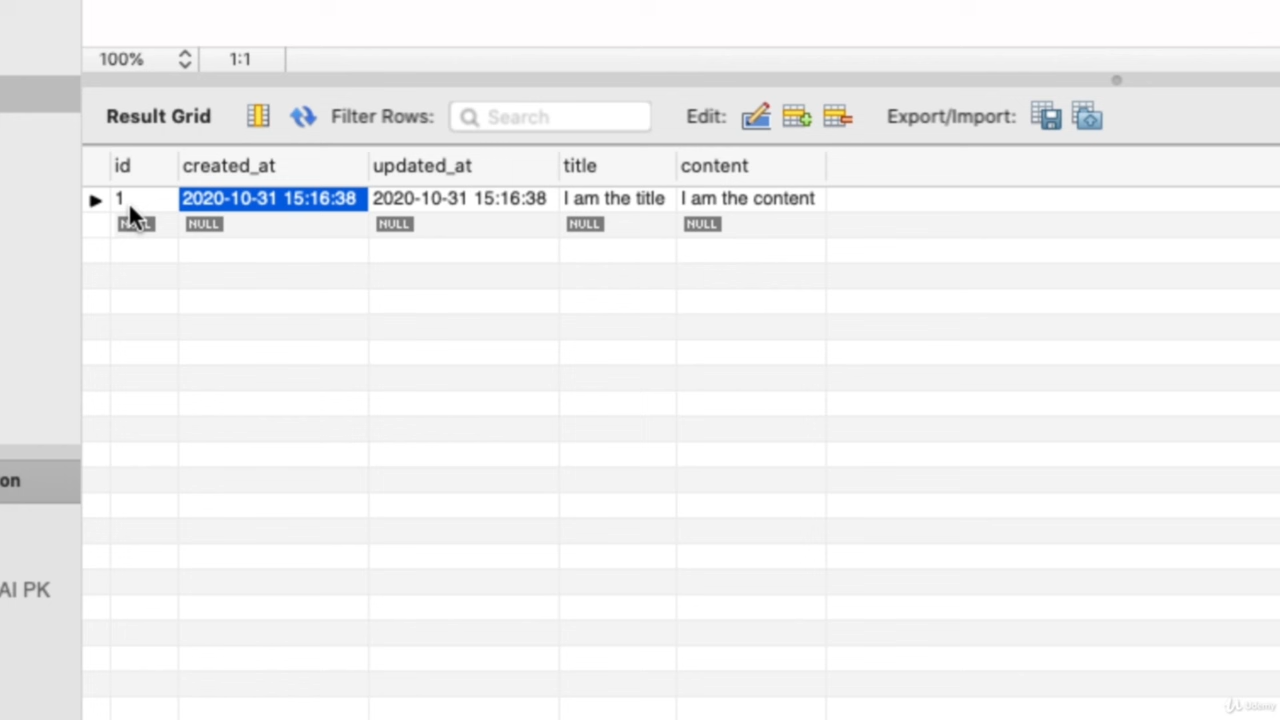 100% 1:1
Result Grid Filter Rows: Search Edit: Export/Import:
id created_at updated_at title content
1 2020-10-31 15:16:38 2020-10-31 15:16:38 I am the title I am the content
NULL NULL NULL NULL
on
AI PK
Udemy